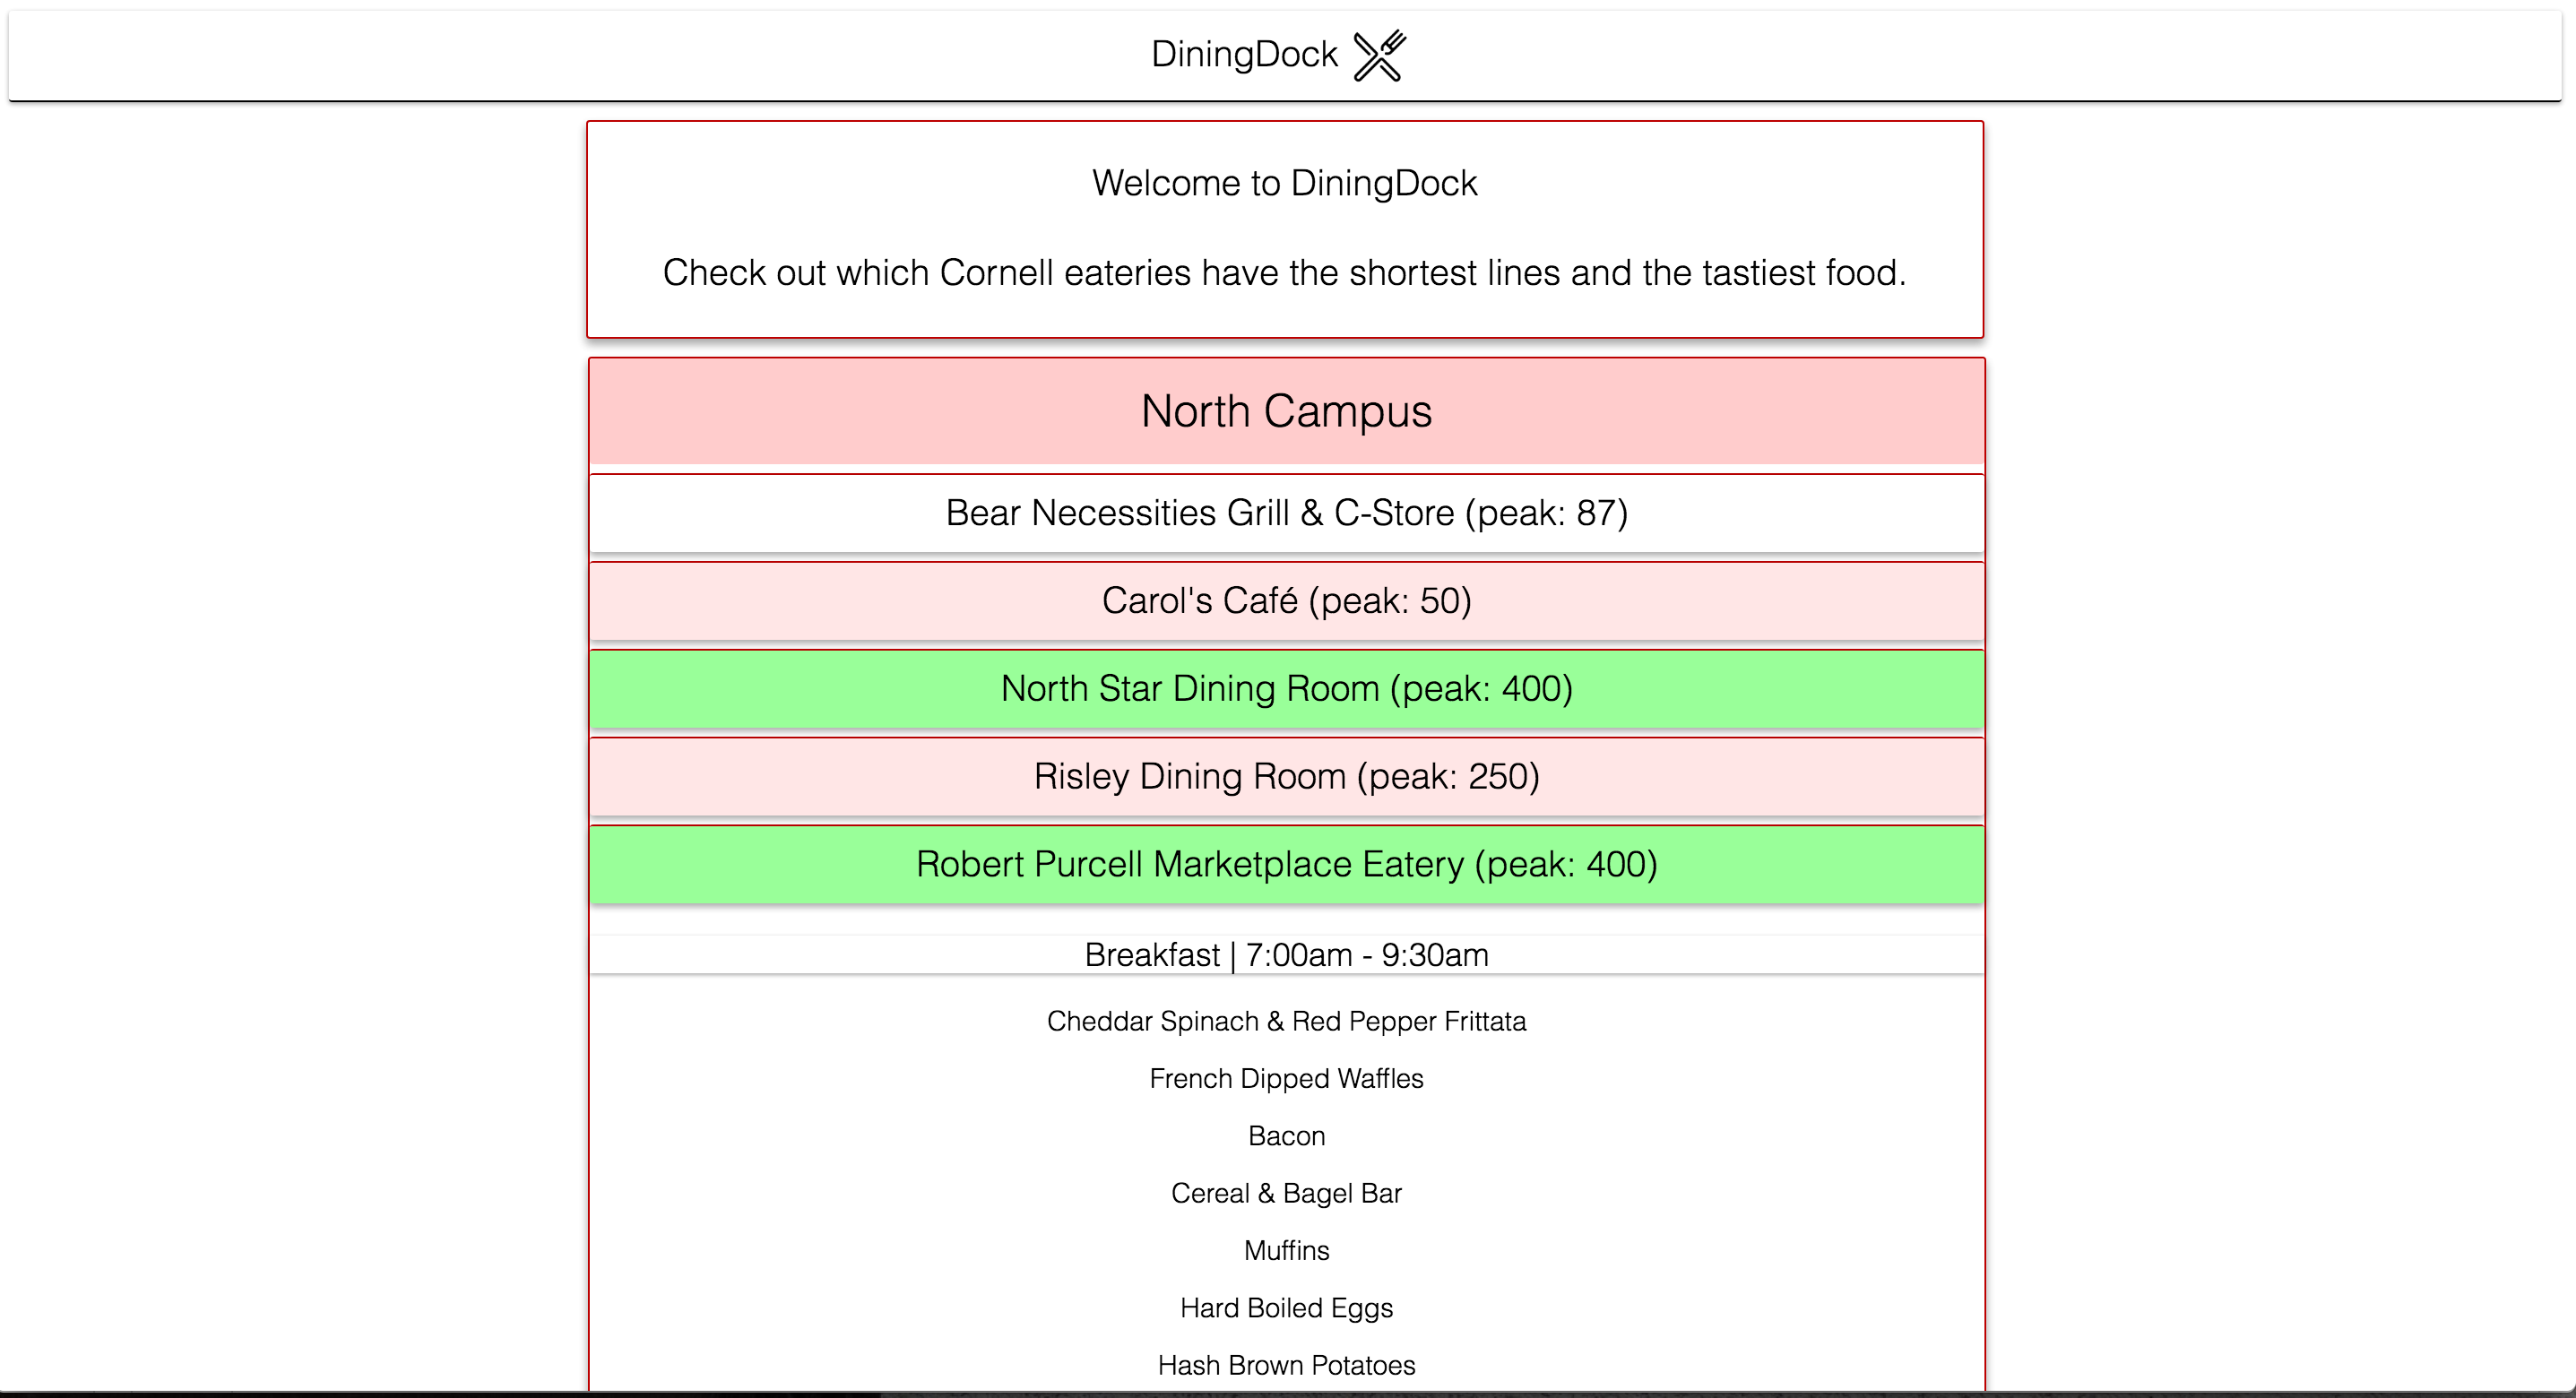 DiningDock
Welcome to DiningDock
Check out which Cornell eateries have the shortest lines and the tastiest food.
North Campus
Bear Necessities Grill & C-Store (peak: 87)
Carol's Café (peak: 50)
North Star Dining Room (peak: 400)
Risley Dining Room (peak: 250)
Robert Purcell Marketplace Eatery (peak: 400)
Breakfast | 7:00am - 9:30am
Cheddar Spinach & Red Pepper Frittata
French Dipped Waffles
Bacon
Cereal & Bagel Bar
Muffins
Hard Boiled Eggs
Hash Brown Potatoes